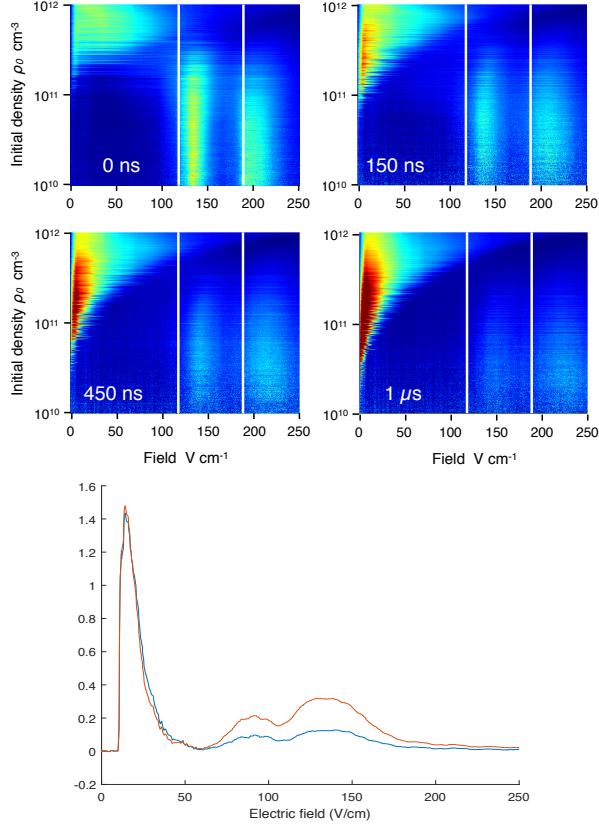 10¹²
10¹¹
10¹⁰
Initial density ρ₀ cm⁻³
0 ns
0 50 100 150 200 250
10¹²
10¹¹
10¹⁰
150 ns
0 50 100 150 200 250
10¹²
10¹¹
10¹⁰
Initial density ρ₀ cm⁻³
450 ns
0 50 100 150 200 250
Field V cm⁻¹
10¹²
10¹¹
10¹⁰
1 µs
0 50 100 150 200 250
Field V cm⁻¹
1.6
1.4
1.2
1
0.8
0.6
0.4
0.2
0
-0.2
0 50 100 150 200 250
Electric field (V/cm)